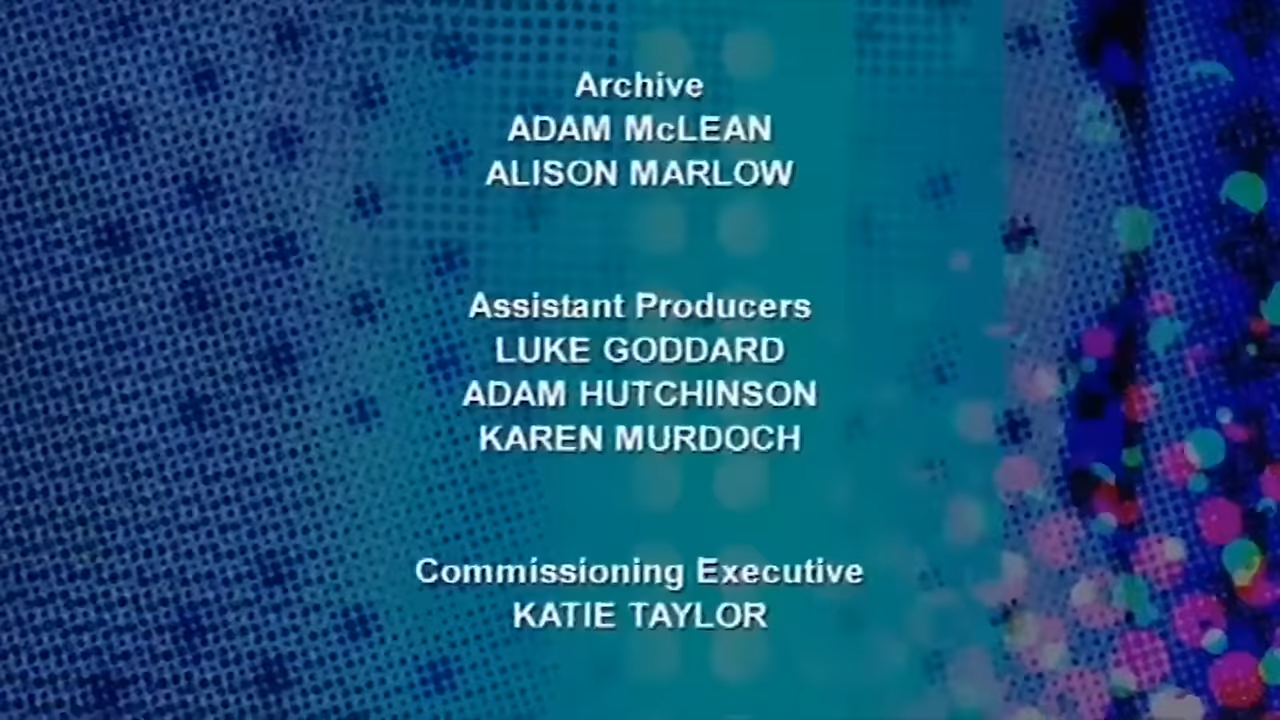 Archive
ADAM McLEAN
ALISON MARLOW
Assistant Producers
LUKE GODDARD
ADAM HUTCHINSON
KAREN MURDOCH
Commissioning Executive
KATIE TAYLOR